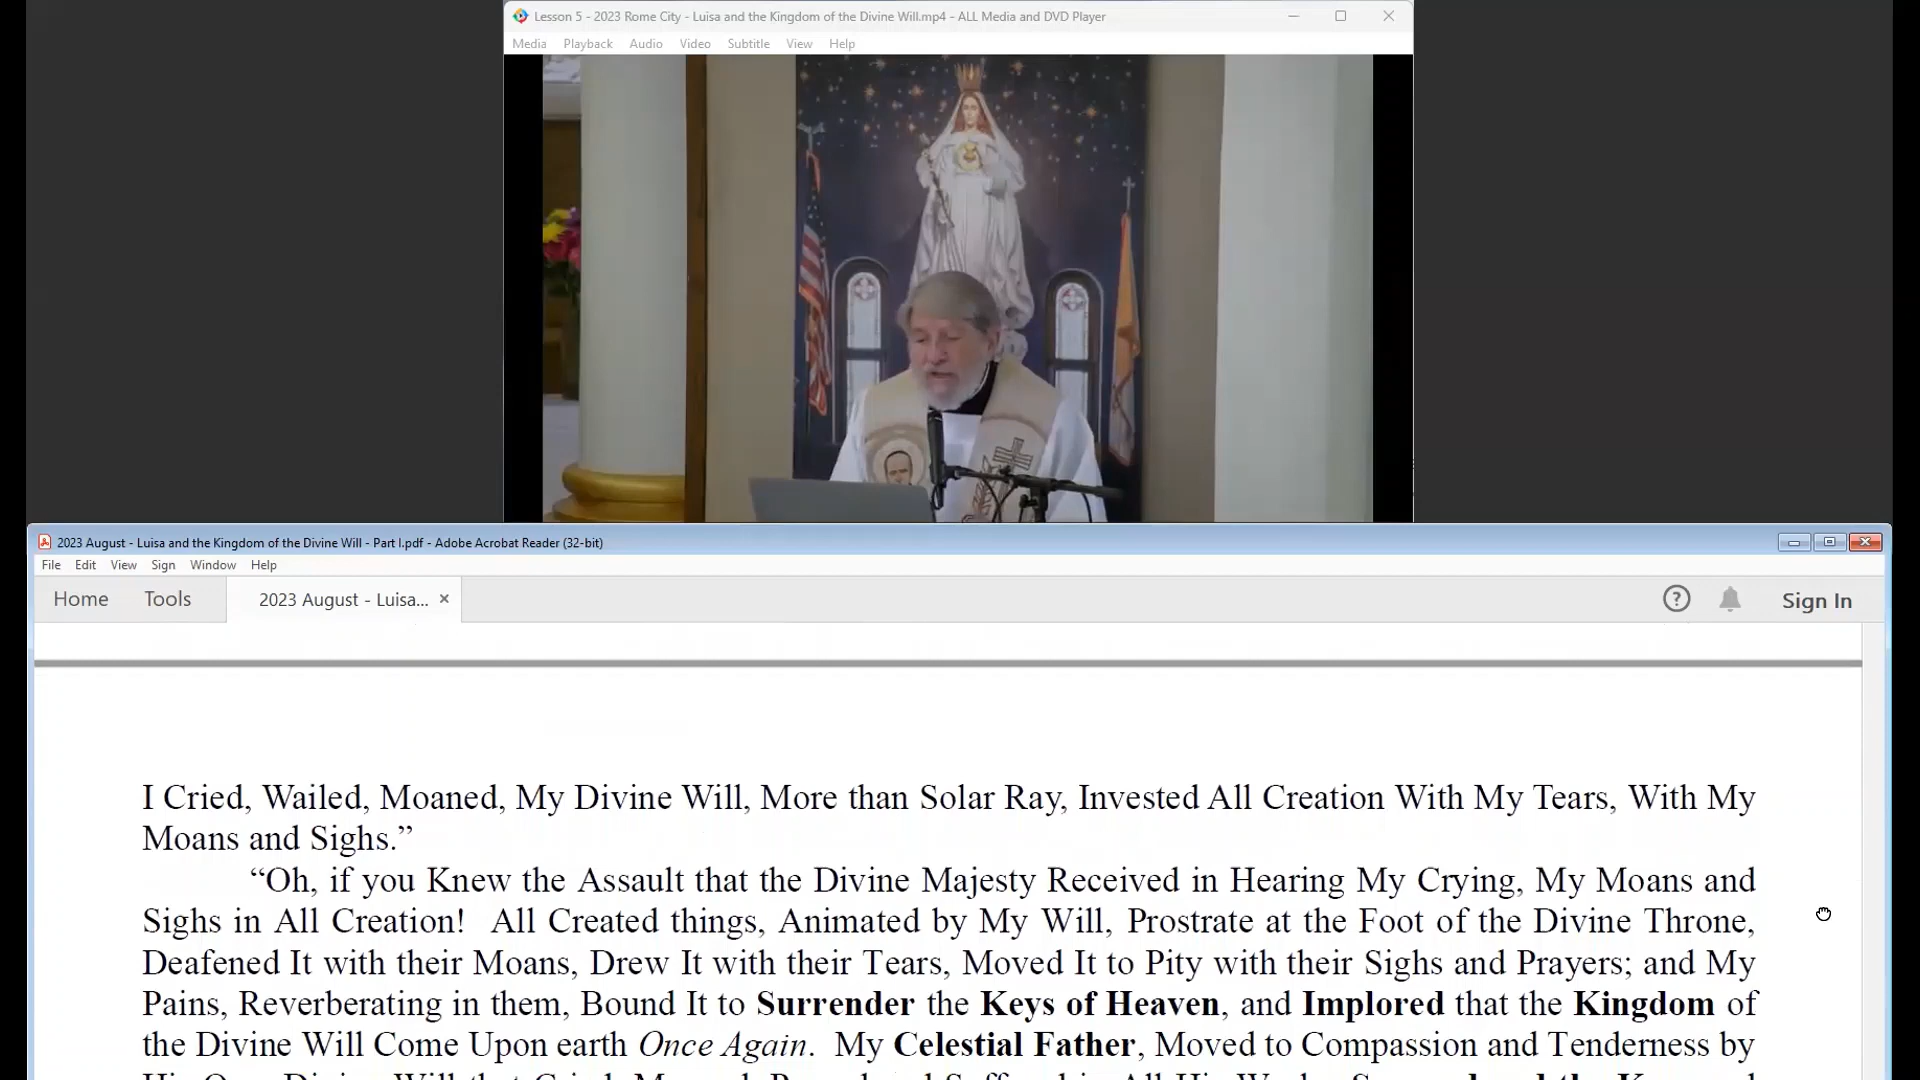 Lesson 5 - 2023 Rome City - Luisa and the Kingdom of the Divine Will.mp4 - ALL Media and DVD Player
Media Playback Audio Video Subtitle View Help
2023 August - Luisa and the Kingdom of the Divine Will - Part I.pdf - Adobe Acrobat Reader (32-bit)
File Edit View Sign Window Help
Home Tools 2023 August - Luisa... Sign In
I Cried, Wailed, Moaned, My Divine Will, More than Solar Ray, Invested All Creation With My Tears, With My
Moans and Sighs.”
“Oh, if you Knew the Assault that the Divine Majesty Received in Hearing My Crying, My Moans and
Sighs in All Creation! All Created things, Animated by My Will, Prostrate at the Foot of the Divine Throne,
Deafened It with their Moans, Drew It with their Tears, Moved It to Pity with their Sighs and Prayers; and My
Pains, Reverberating in them, Bound It to Surrender the Keys of Heaven, and Implored that the Kingdom of
the Divine Will Come Upon earth Once Again. My Celestial Father, Moved to Compassion and Tenderness by